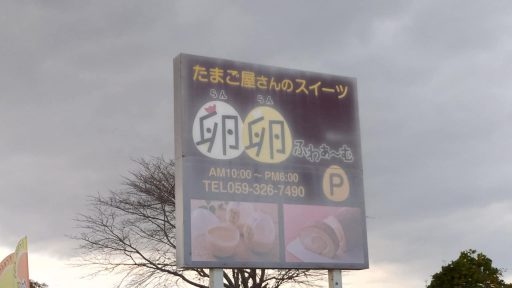 たまご屋さんのスイーツ
らん らん
卵卵ふわぁ~む
AM10:00~PM6:00
TEL059-326-7490
P